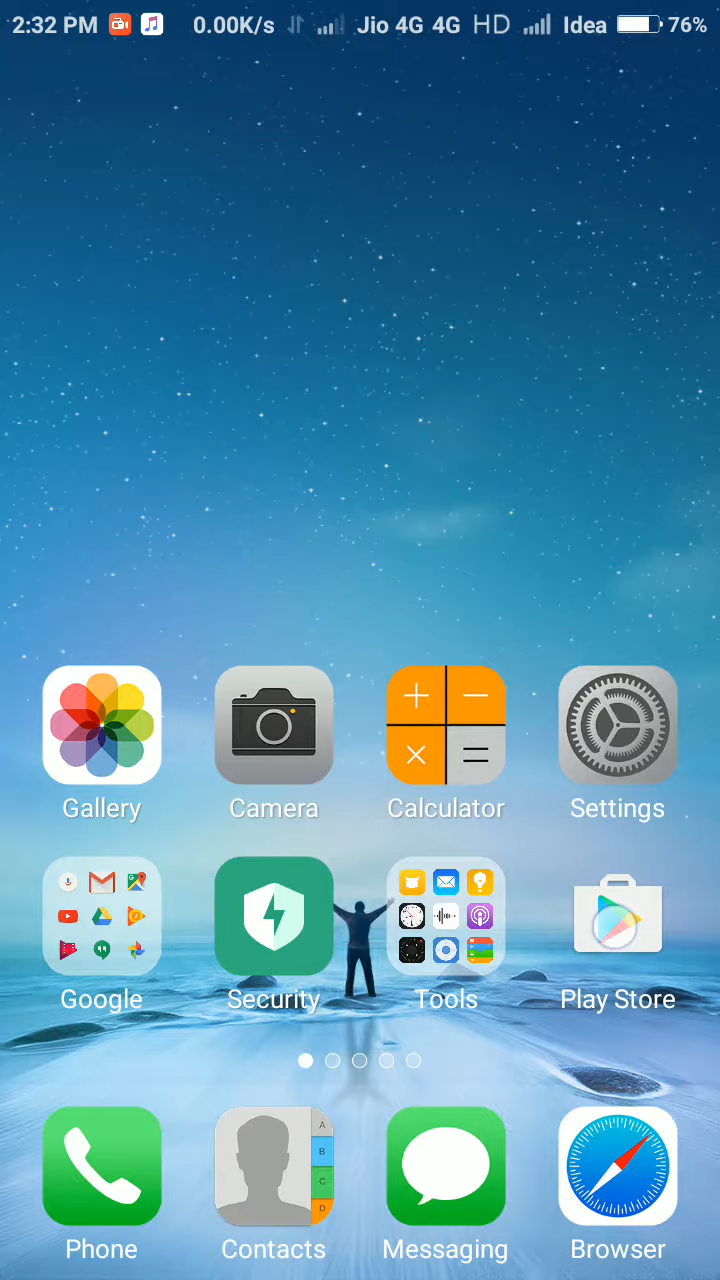 2:32 PM 0.00K/s Jio 4G 4G HD Idea 76%
Gallery Camera Calculator Settings
Google Security Tools Play Store
A
B
C
D
Phone Contacts Messaging Browser